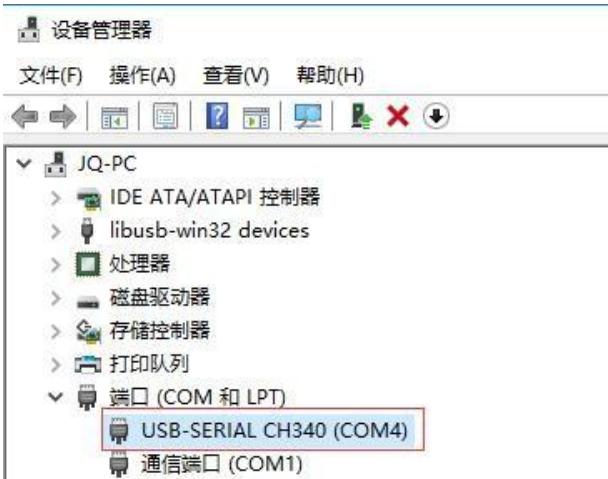 设备管理器
文件(F) 操作(A) 查看(V) 帮助(H)
JQ-PC
IDE ATA/ATAPI 控制器
libusb-win32 devices
处理器
磁盘驱动器
存储控制器
打印队列
端口 (COM 和 LPT)
USB-SERIAL CH340 (COM4)
通信端口 (COM1)